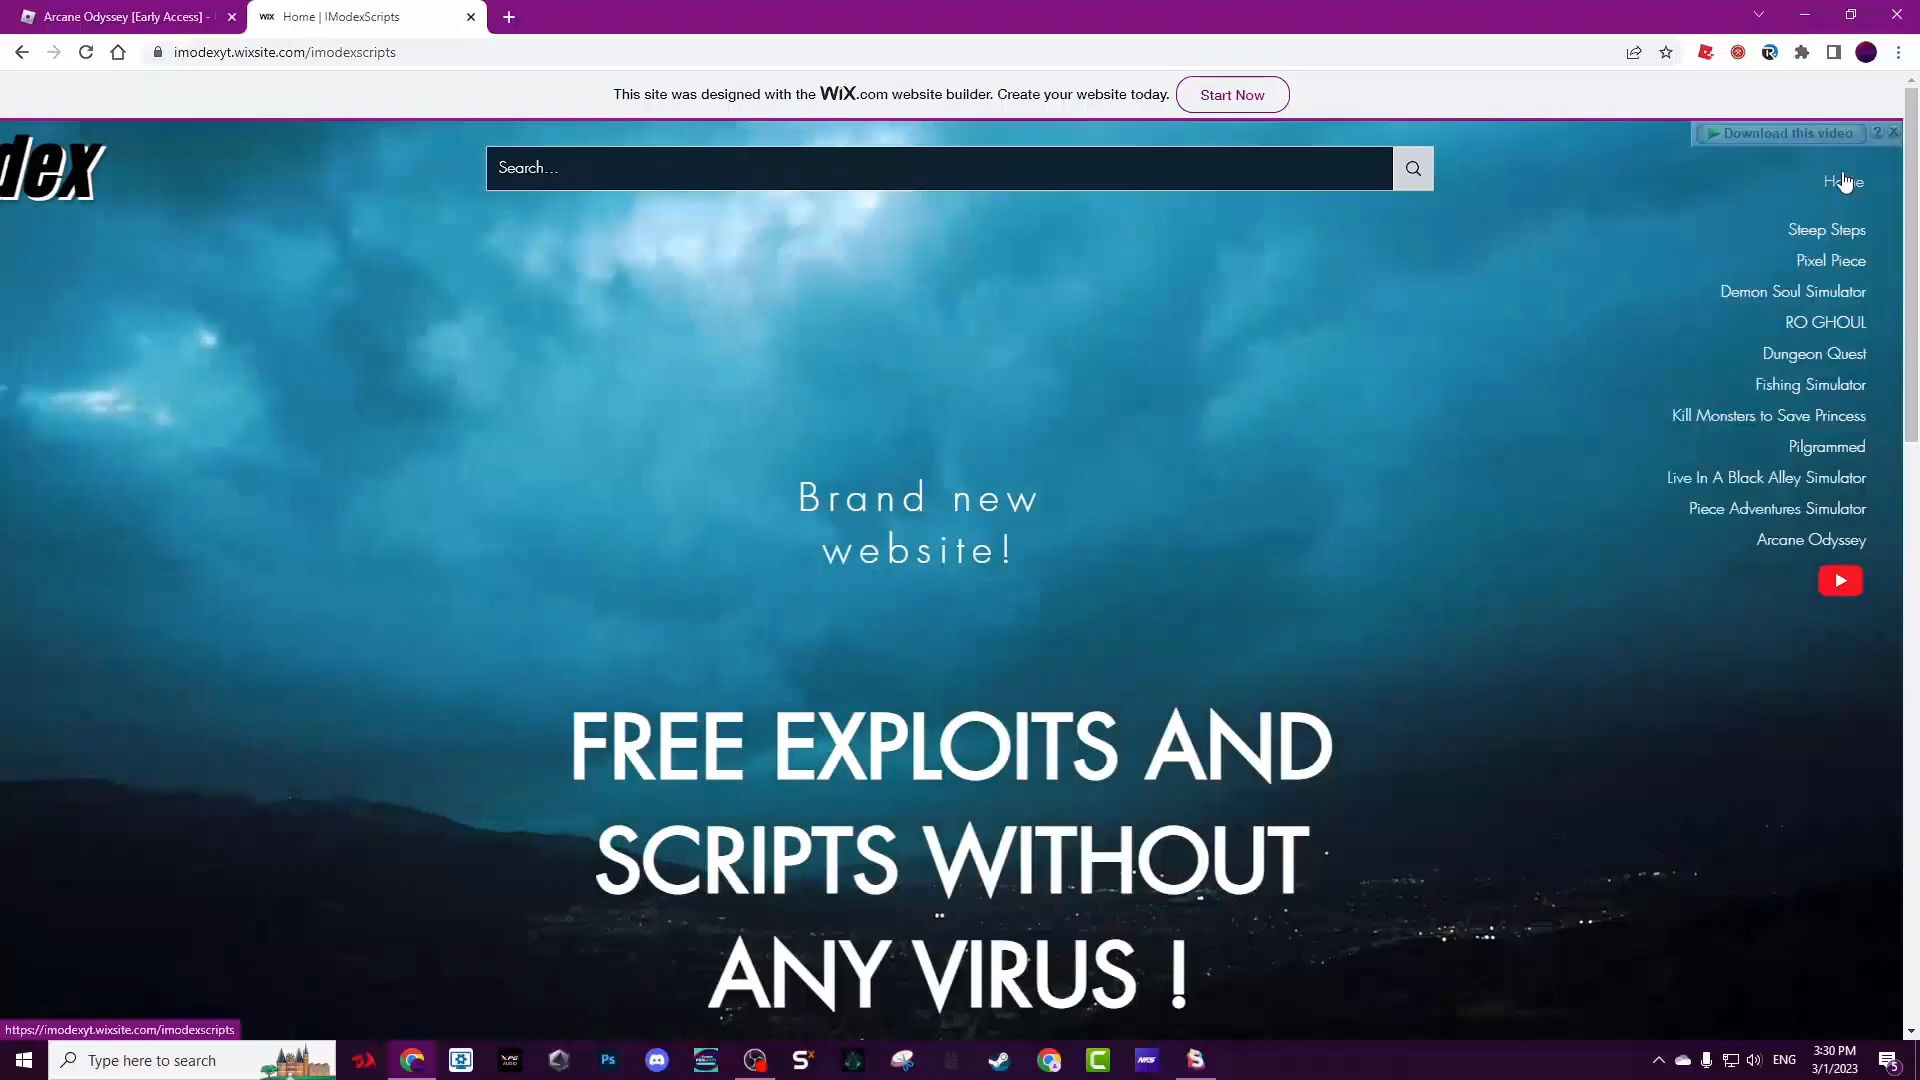 Arcane Odyssey [Early Access] -
WIX Home | IModexScripts
imodexyt.wixsite.com/imodexscripts
This site was designed with the WiX.com website builder. Create your website today. Start Now
Download this video ? X
dex
Search...
Home
Steep Steps
Pixel Piece
Demon Soul Simulator
RO GHOUL
Dungeon Quest
Fishing Simulator
Kill Monsters to Save Princess
Pilgrammed
Live In A Black Alley Simulator
Piece Adventures Simulator
Arcane Odyssey
Brand new
website!
FREE EXPLOITS AND
SCRIPTS WITHOUT
ANY VIRUS !
https://imodexyt.wixsite.com/imodexscripts
Type here to search
Ps
ENG
3:30 PM
3/1/2023
5